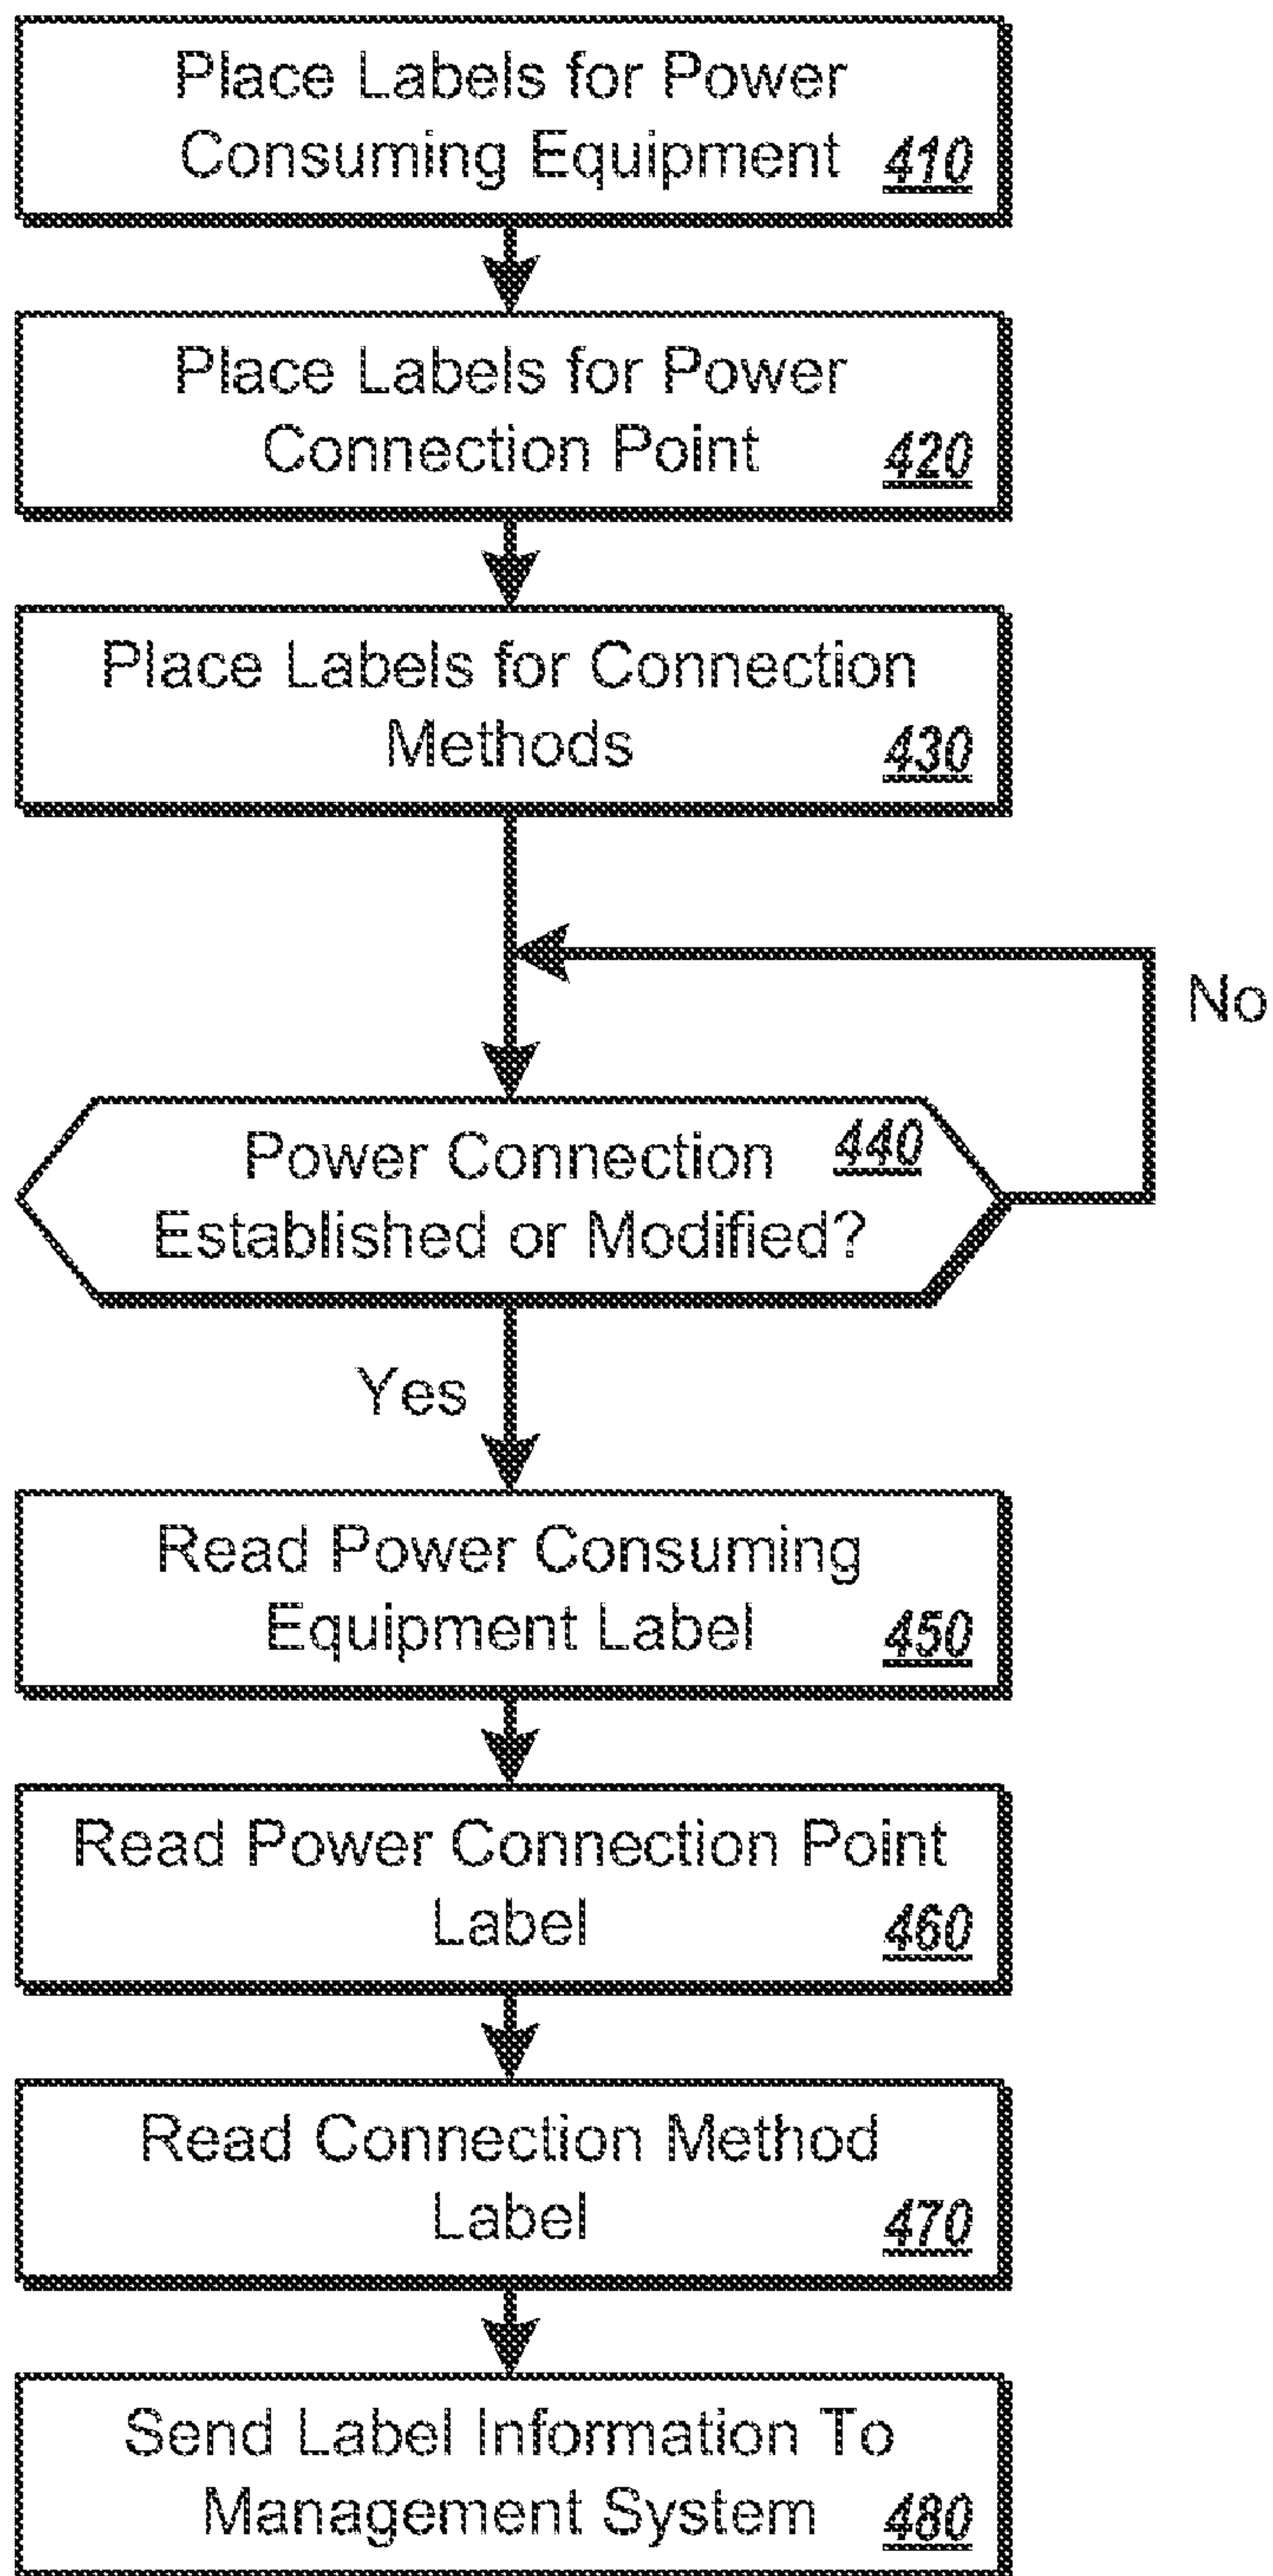 Place Labels for Power
Consuming Equipment 410
Place Labels for Power
Connection Point 420
Place Labels for Connection
Methods 430
No
Power Connection 440
Established or Modified?
Yes
Read Power Consuming
Equipment Label 450
Read Power Connection Point
Label 460
Read Connection Method
Label 470
Send Label Information To
Management System 480